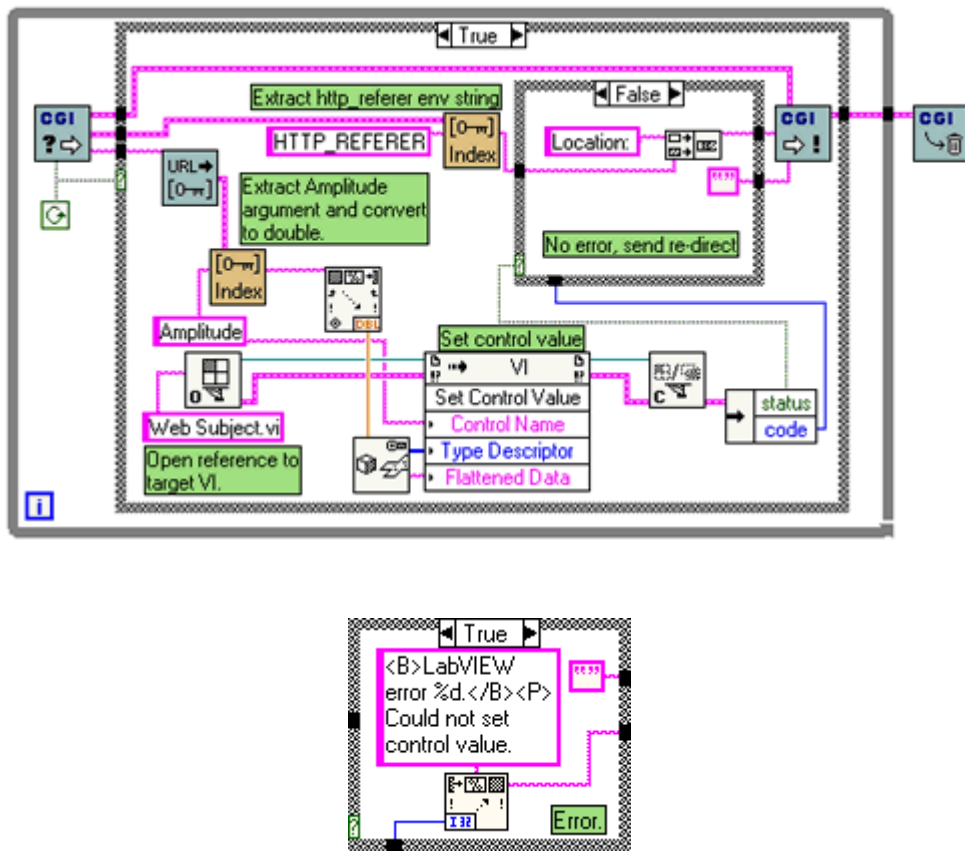 True
Extract http_referer env string
False
CGI
?
HTTP_REFERER
Index
Location:
CGI
!
CGI
URL
Extract Amplitude
argument and convert
to double.
No error, send re-direct
Index
DBL
Amplitude
Set control value
VI
Set Control Value
status
Web Subject.vi
Control Name
code
Open reference to
target VI.
Type Descriptor
Flattened Data
i
True
<B>LabVIEW
error %d.</B><P>
Could not set
control value.
I32
Error.